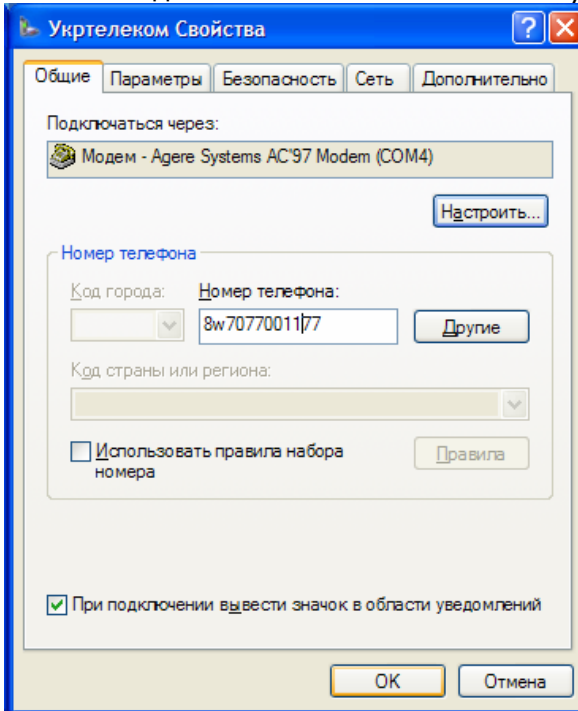 Укртелеком Свойства
Общие Параметры Безопасность Сеть Дополнительно
Подключаться через:
Модем - Agere Systems AC'97 Modem (COM4)
Настроить...
Номер телефона
Код города: Номер телефона:
8w7077001177 Другие
Код страны или региона:
Использовать правила набора номера Правила
При подключении вывести значок в области уведомлений
OK Отмена